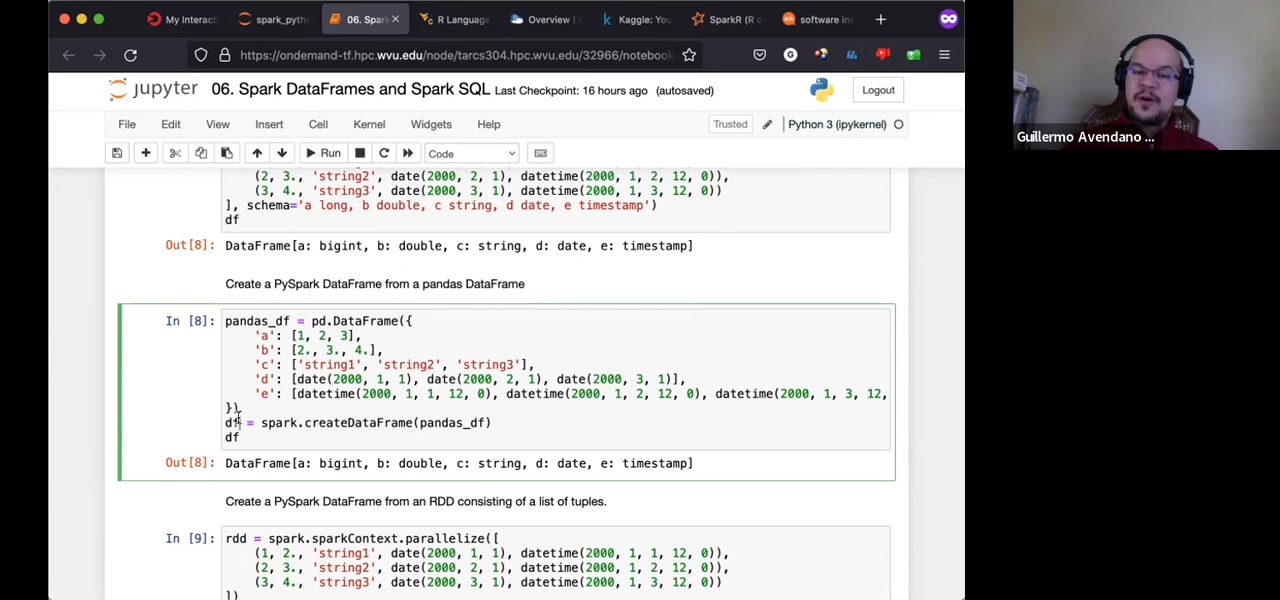 My Interacti
spark_pytho
06. Spark
R Language
Overview | A
Kaggle: You
SparkR (R o
software ins
https://ondemand-tf.hpc.wvu.edu/node/tarcs304.hpc.wvu.edu/32966/notebook
jupyter 06. Spark DataFrames and Spark SQL Last Checkpoint: 16 hours ago (autosaved)
Logout
File Edit View Insert Cell Kernel Widgets Help
Trusted Python 3 (ipykernel)
Run Code
(2, 3., 'string2', date(2000, 2, 1), datetime(2000, 1, 2, 12, 0)),
(3, 4., 'string3', date(2000, 3, 1), datetime(2000, 1, 3, 12, 0))
], schema='a long, b double, c string, d date, e timestamp')
df
Out[8]: DataFrame[a: bigint, b: double, c: string, d: date, e: timestamp]
Create a PySpark DataFrame from a pandas DataFrame
In [8]: pandas_df = pd.DataFrame({
'a': [1, 2, 3],
'b': [2., 3., 4.],
'c': ['string1', 'string2', 'string3'],
'd': [date(2000, 1, 1), date(2000, 2, 1), date(2000, 3, 1)],
'e': [datetime(2000, 1, 1, 12, 0), datetime(2000, 1, 2, 12, 0), datetime(2000, 1, 3, 12,
})
df = spark.createDataFrame(pandas_df)
df
Out[8]: DataFrame[a: bigint, b: double, c: string, d: date, e: timestamp]
Create a PySpark DataFrame from an RDD consisting of a list of tuples.
In [9]: rdd = spark.sparkContext.parallelize([
(1, 2., 'string1', date(2000, 1, 1), datetime(2000, 1, 1, 12, 0)),
(2, 3., 'string2', date(2000, 2, 1), datetime(2000, 1, 2, 12, 0)),
(3, 4., 'string3', date(2000, 3, 1), datetime(2000, 1, 3, 12, 0))
])
Guillermo Avendano ...